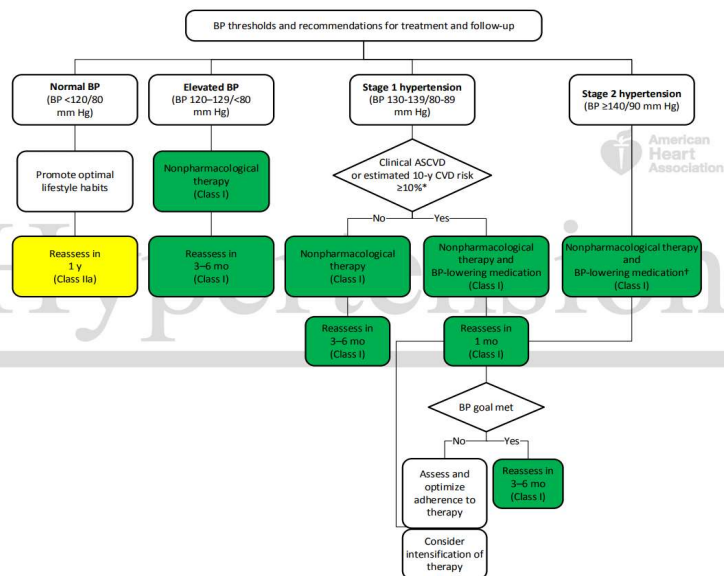 BP thresholds and recommendations for treatment and follow-up
Normal BP
(BP <120/80
mm Hg)
Elevated BP
(BP 120–129/<80
mm Hg)
Stage 1 hypertension
(BP 130-139/80-89
mm Hg)
Stage 2 hypertension
(BP ≥140/90 mm Hg)
American
Heart
Association
Promote optimal
lifestyle habits
Nonpharmacological
therapy
(Class I)
Clinical ASCVD
or estimated 10-y CVD risk
≥10%*
No
Yes
Hypertension
Reassess in
1 y
(Class IIa)
Reassess in
3–6 mo
(Class I)
Nonpharmacological
therapy
(Class I)
Nonpharmacological
therapy and
BP-lowering medication
(Class I)
Nonpharmacological therapy
and
BP-lowering medication†
(Class I)
Reassess in
3–6 mo
(Class I)
Reassess in
1 mo
(Class I)
BP goal met
No
Yes
Assess and
optimize
adherence to
therapy
Reassess in
3–6 mo
(Class I)
Consider
intensification of
therapy